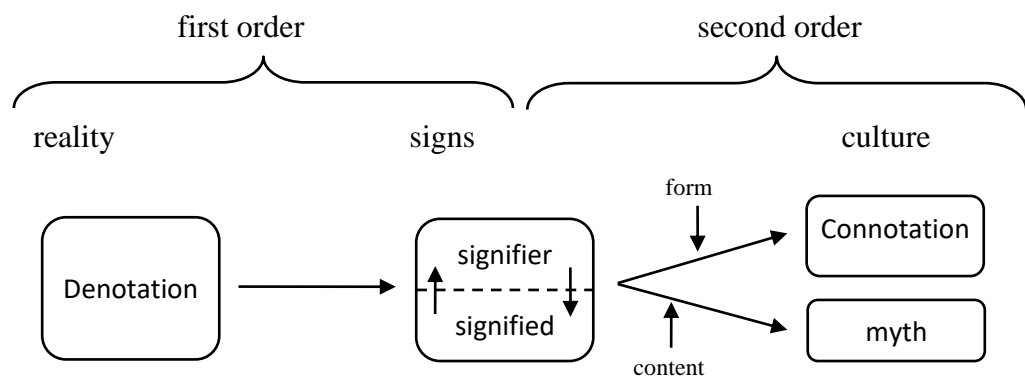 first order
second order
reality
signs
culture
form
Connotation
signifier
Denotation
signified
myth
content